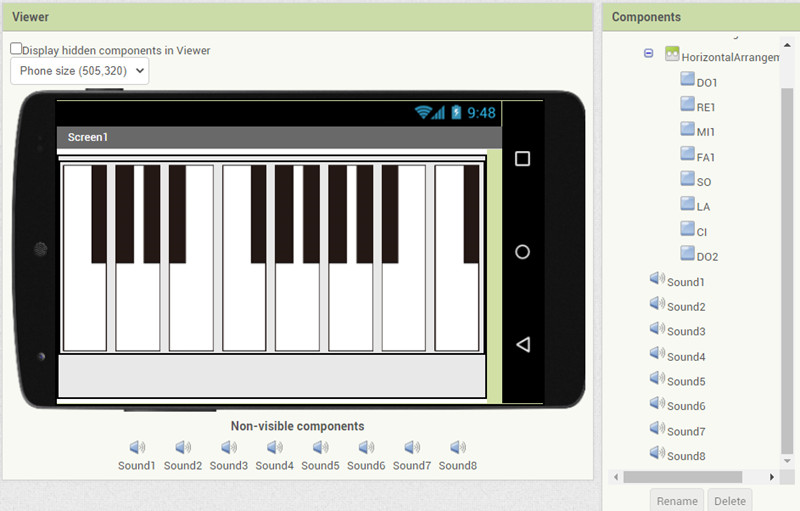 Viewer
Display hidden components in Viewer
Phone size (505,320)
9:48
Screen1
Non-visible components
Sound1 Sound2 Sound3 Sound4 Sound5 Sound6 Sound7 Sound8
Components
HorizontalArrangem
DO1
RE1
MI1
FA1
SO
LA
CI
DO2
Sound1
Sound2
Sound3
Sound4
Sound5
Sound6
Sound7
Sound8
Rename Delete